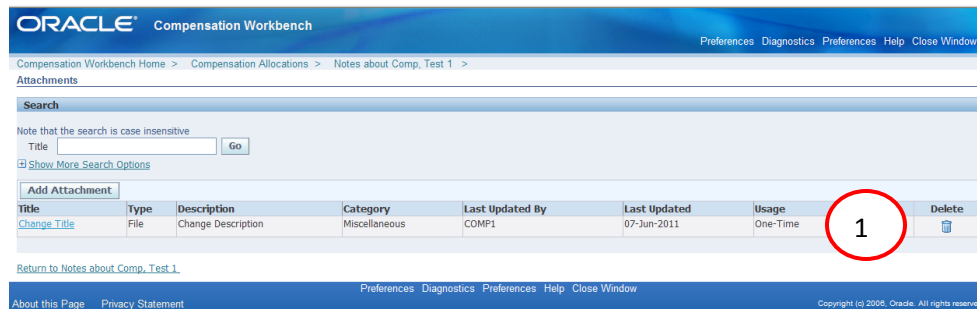 ORACLE® Compensation Workbench
Preferences Diagnostics Preferences Help Close Window
Compensation Workbench Home > Compensation Allocations > Notes about Comp, Test 1 >
Attachments
Search
Note that the search is case insensitive
Title Go
Show More Search Options
Add Attachment
Title Type Description Category Last Updated By Last Updated Usage Delete
Change Title File Change Description Miscellaneous COMP1 07-Jun-2011 One-Time 1
Return to Notes about Comp, Test 1
Preferences Diagnostics Preferences Help Close Window
About this Page Privacy Statement Copyright (c) 2006, Oracle. All rights reserve